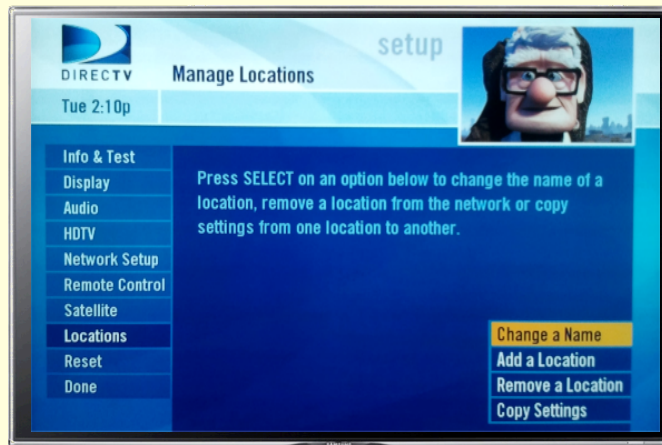 setup
DIRECTV
Manage Locations
Tue 2:10p
Info & Test
Display
Audio
HDTV
Network Setup
Remote Control
Satellite
Locations
Reset
Done
Press SELECT on an option below to change the name of a
location, remove a location from the network or copy
settings from one location to another.
Change a Name
Add a Location
Remove a Location
Copy Settings